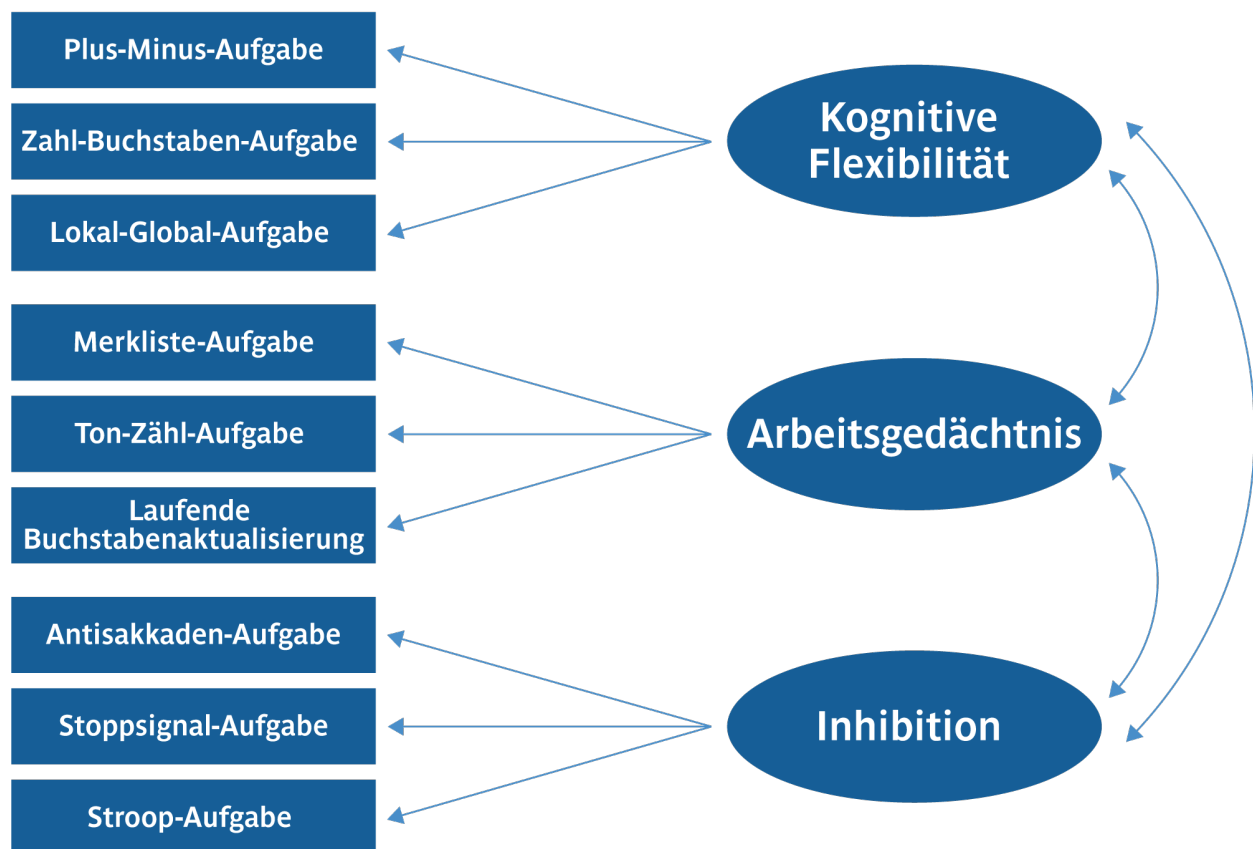 Plus-Minus-Aufgabe
Zahl-Buchstaben-Aufgabe
Lokal-Global-Aufgabe
Kognitive
Flexibilität
Merkliste-Aufgabe
Ton-Zähl-Aufgabe
Laufende
Buchstabenaktualisierung
Arbeitsgedächtnis
Antisakkaden-Aufgabe
Stoppsignal-Aufgabe
Stroop-Aufgabe
Inhibition